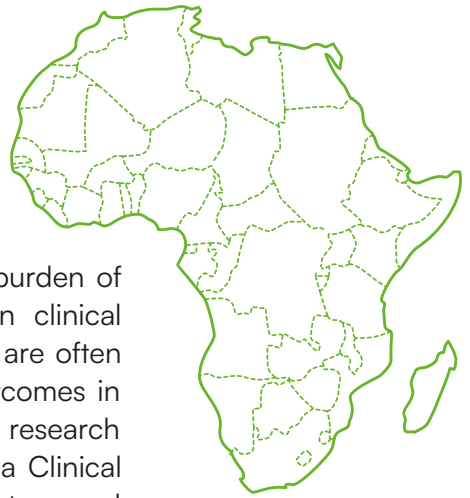 burden of
n clinical
are often
comes in
research
a Clinical